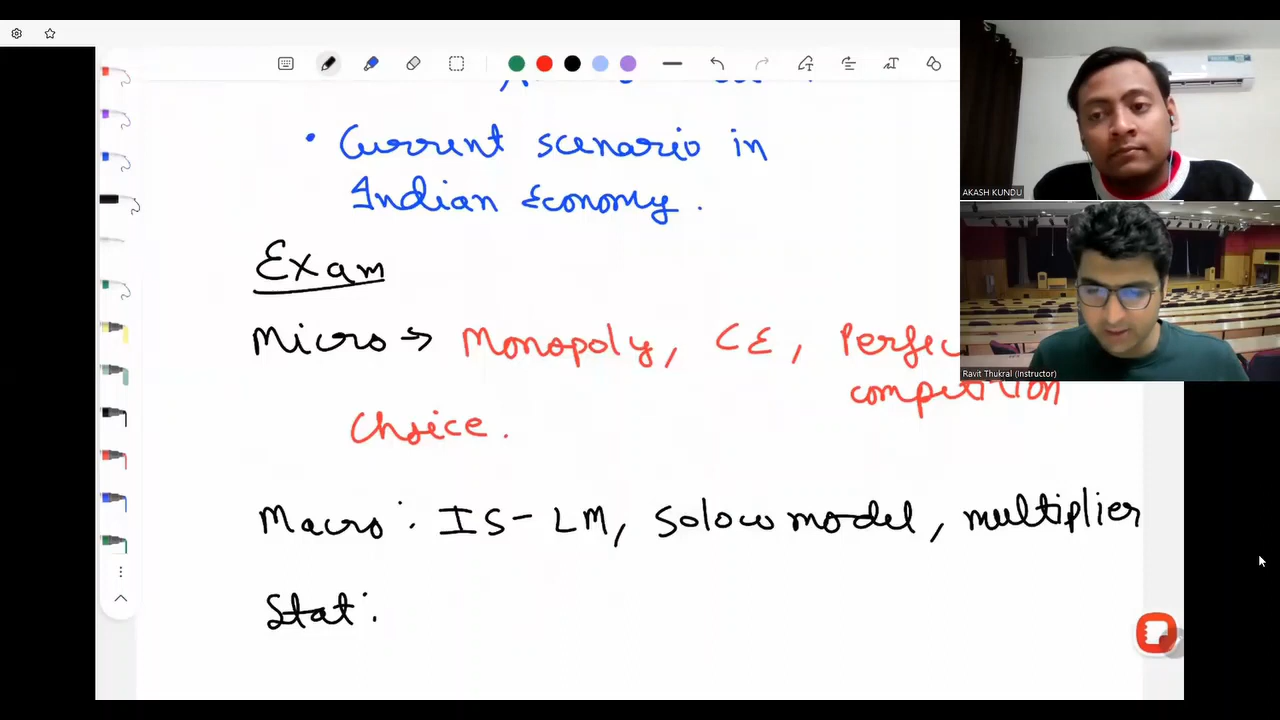 • Current scenario in
Indian Economy.
Exam
Micro → Monopoly, CE, Perfec
competition
Choice.
Macro: IS-LM, Solow model, multiplier
Stat:
AKASH KUNDU
Ravit Thukral (Instructor)